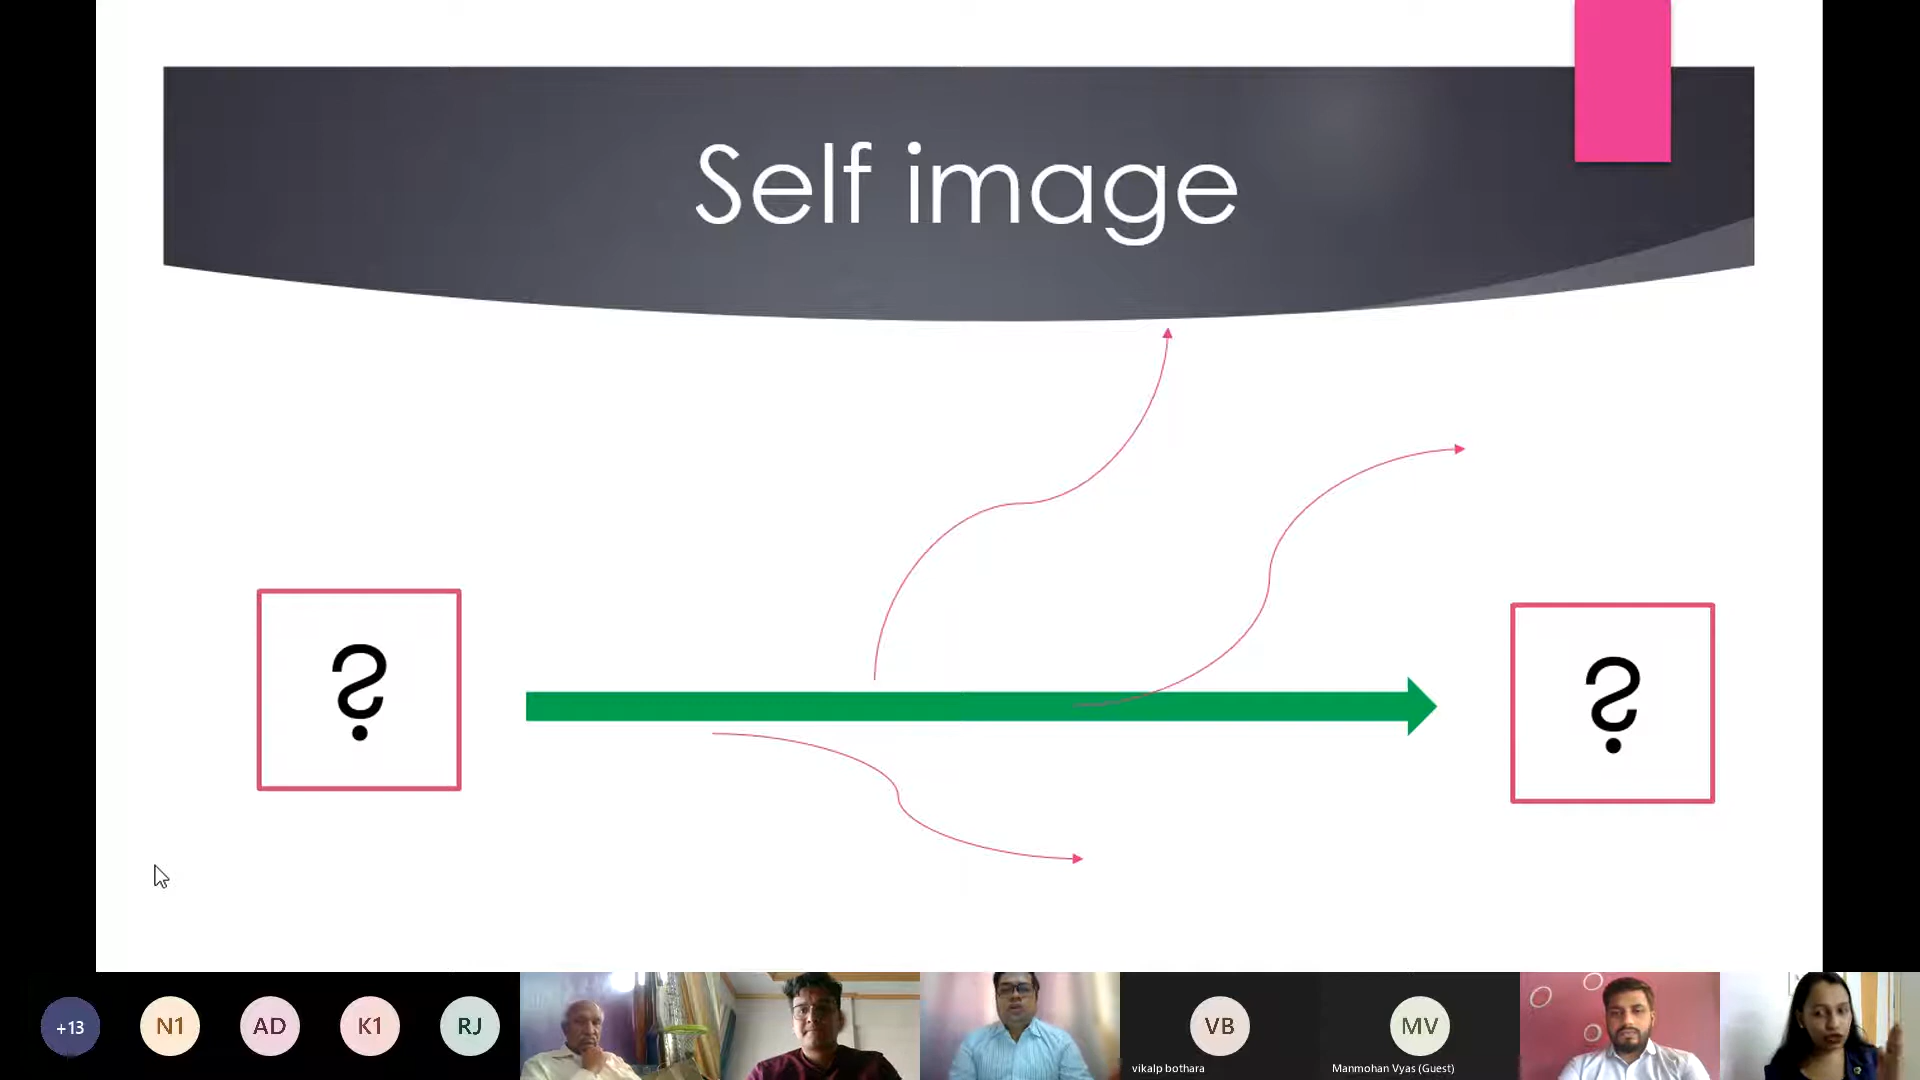 Self image
? ?
+13 N1 AD K1 RJ VB MV
vikalp bothara Manmohan Vyas (Guest)